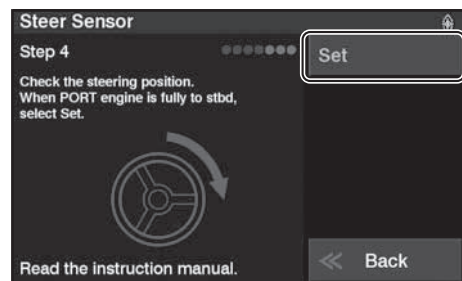 Steer Sensor
Step 4
Check the steering position.
When PORT engine is fully to stbd,
select Set.
Read the instruction manual.
Set
Back